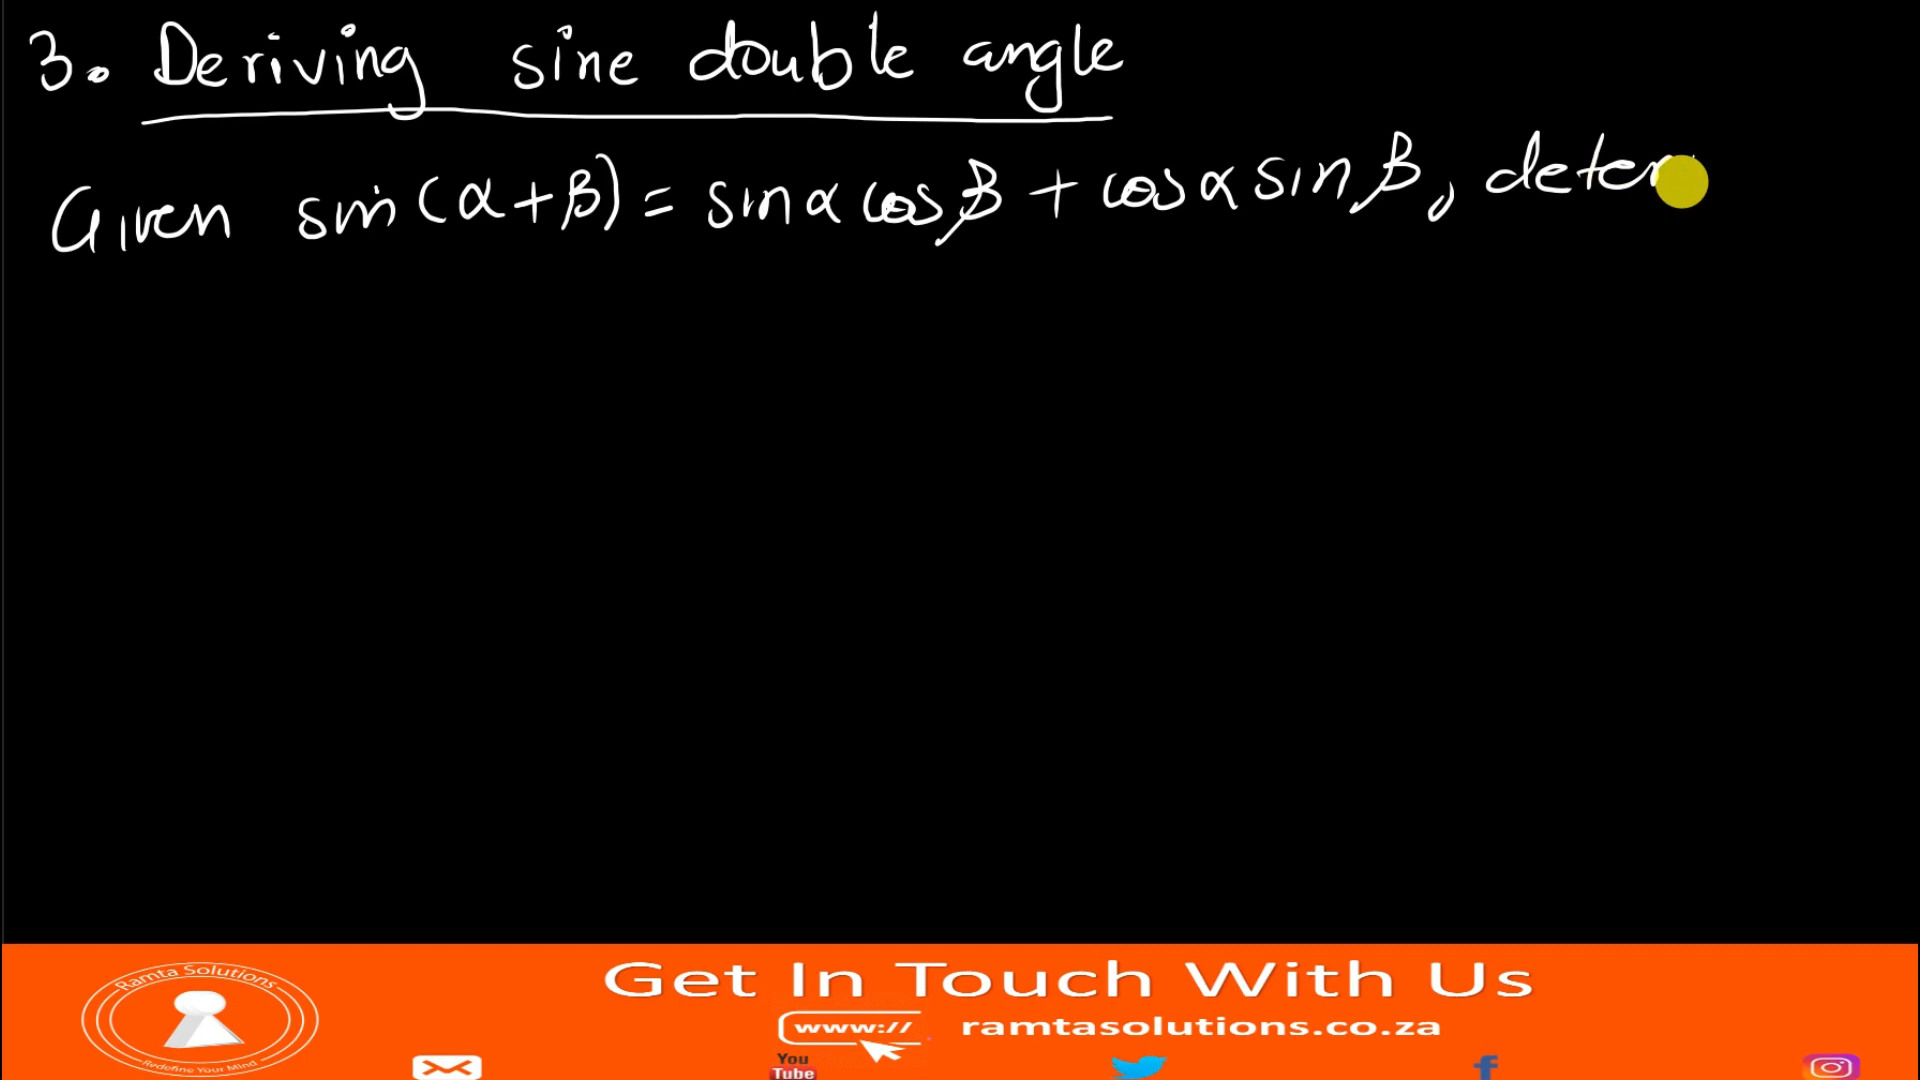 3. Deriving sine double angle
Given sin(α+β) = sinα cosβ + cosα sinβ, deter
Get In Touch With Us
www:// ramtasolutions.co.za
Ramta Solutions
Redefine Your Mind
You
Tube